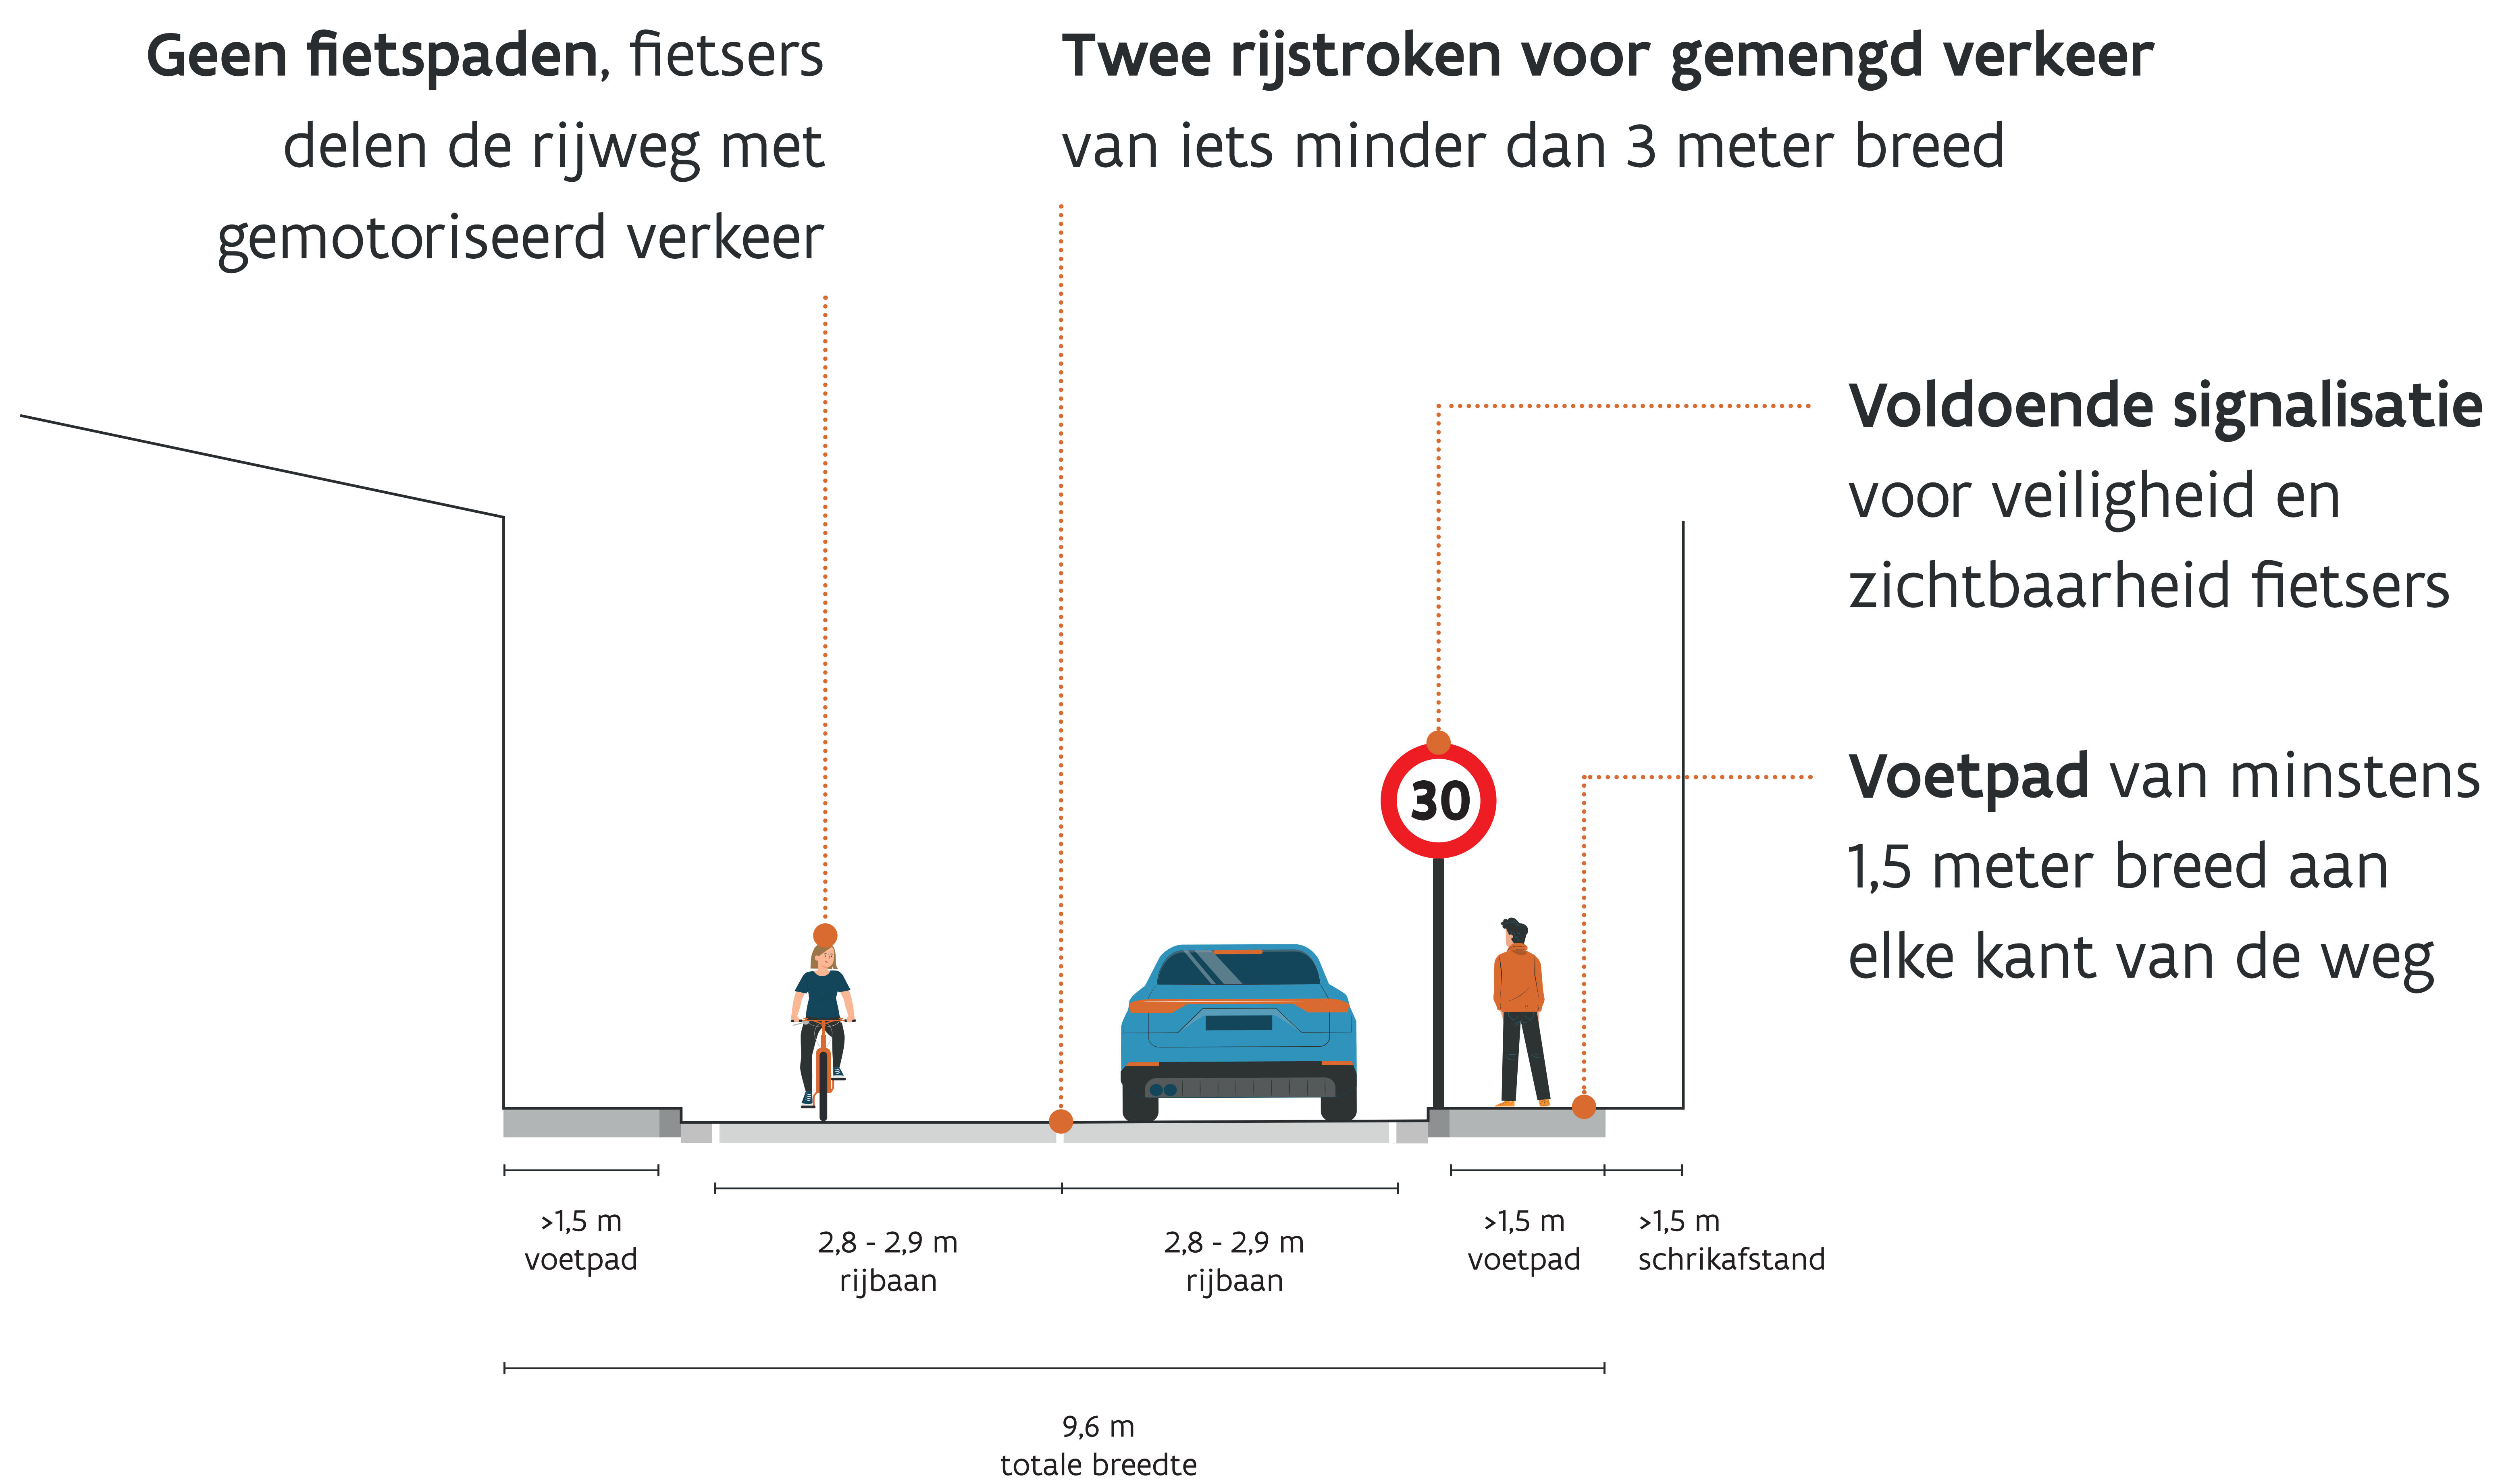 Geen fietspaden, fietsers
delen de rijweg met
gemotoriseerd verkeer
Twee rijstroken voor gemengd verkeer
van iets minder dan 3 meter breed
Voldoende signalisatie
voor veiligheid en
zichtbaarheid fietsers
Voetpad van minstens
1,5 meter breed aan
elke kant van de weg
30
>1,5 m
voetpad
2,8 - 2,9 m
rijbaan
2,8 - 2,9 m
rijbaan
>1,5 m
voetpad
>1,5 m
schrikafstand
9,6 m
totale breedte